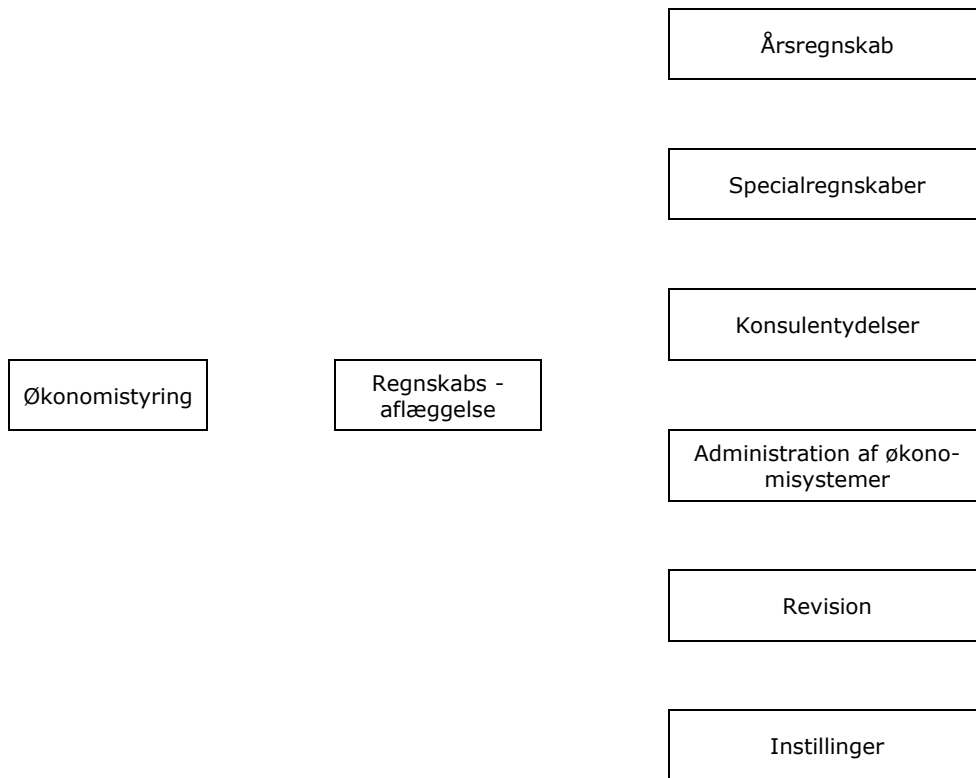 Årsregnskab
Specialregnskaber
Konsulentydelser
Økonomistyring
Regnskabs -
aflæggelse
Administration af økono-
misystemer
Revision
Instillinger